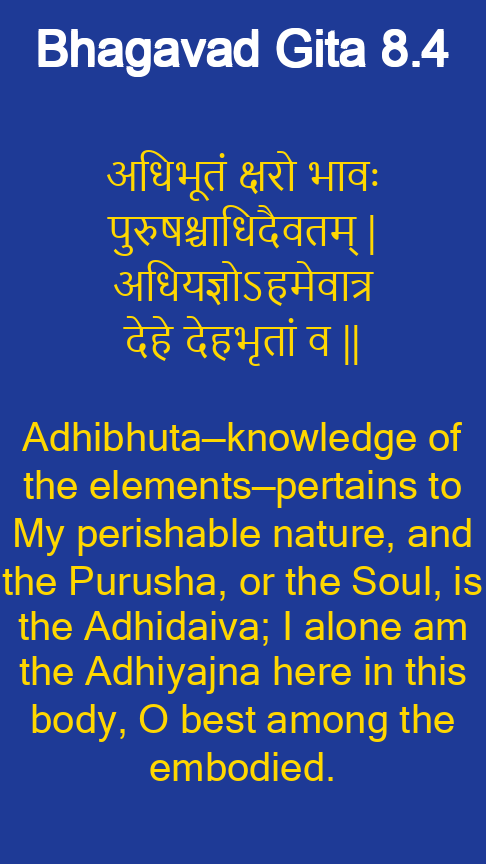 Bhagavad Gita 8.4
अधिभूतं क्षरो भावः
पुरुषश्चाधिदैवतम् |
अधियज्ञोऽहमेवात्र
देहे देहभृतां व ||
Adhibhuta—knowledge of
the elements—pertains to
My perishable nature, and
the Purusha, or the Soul, is
the Adhidaiva; I alone am
the Adhiyajna here in this
body, O best among the
embodied.